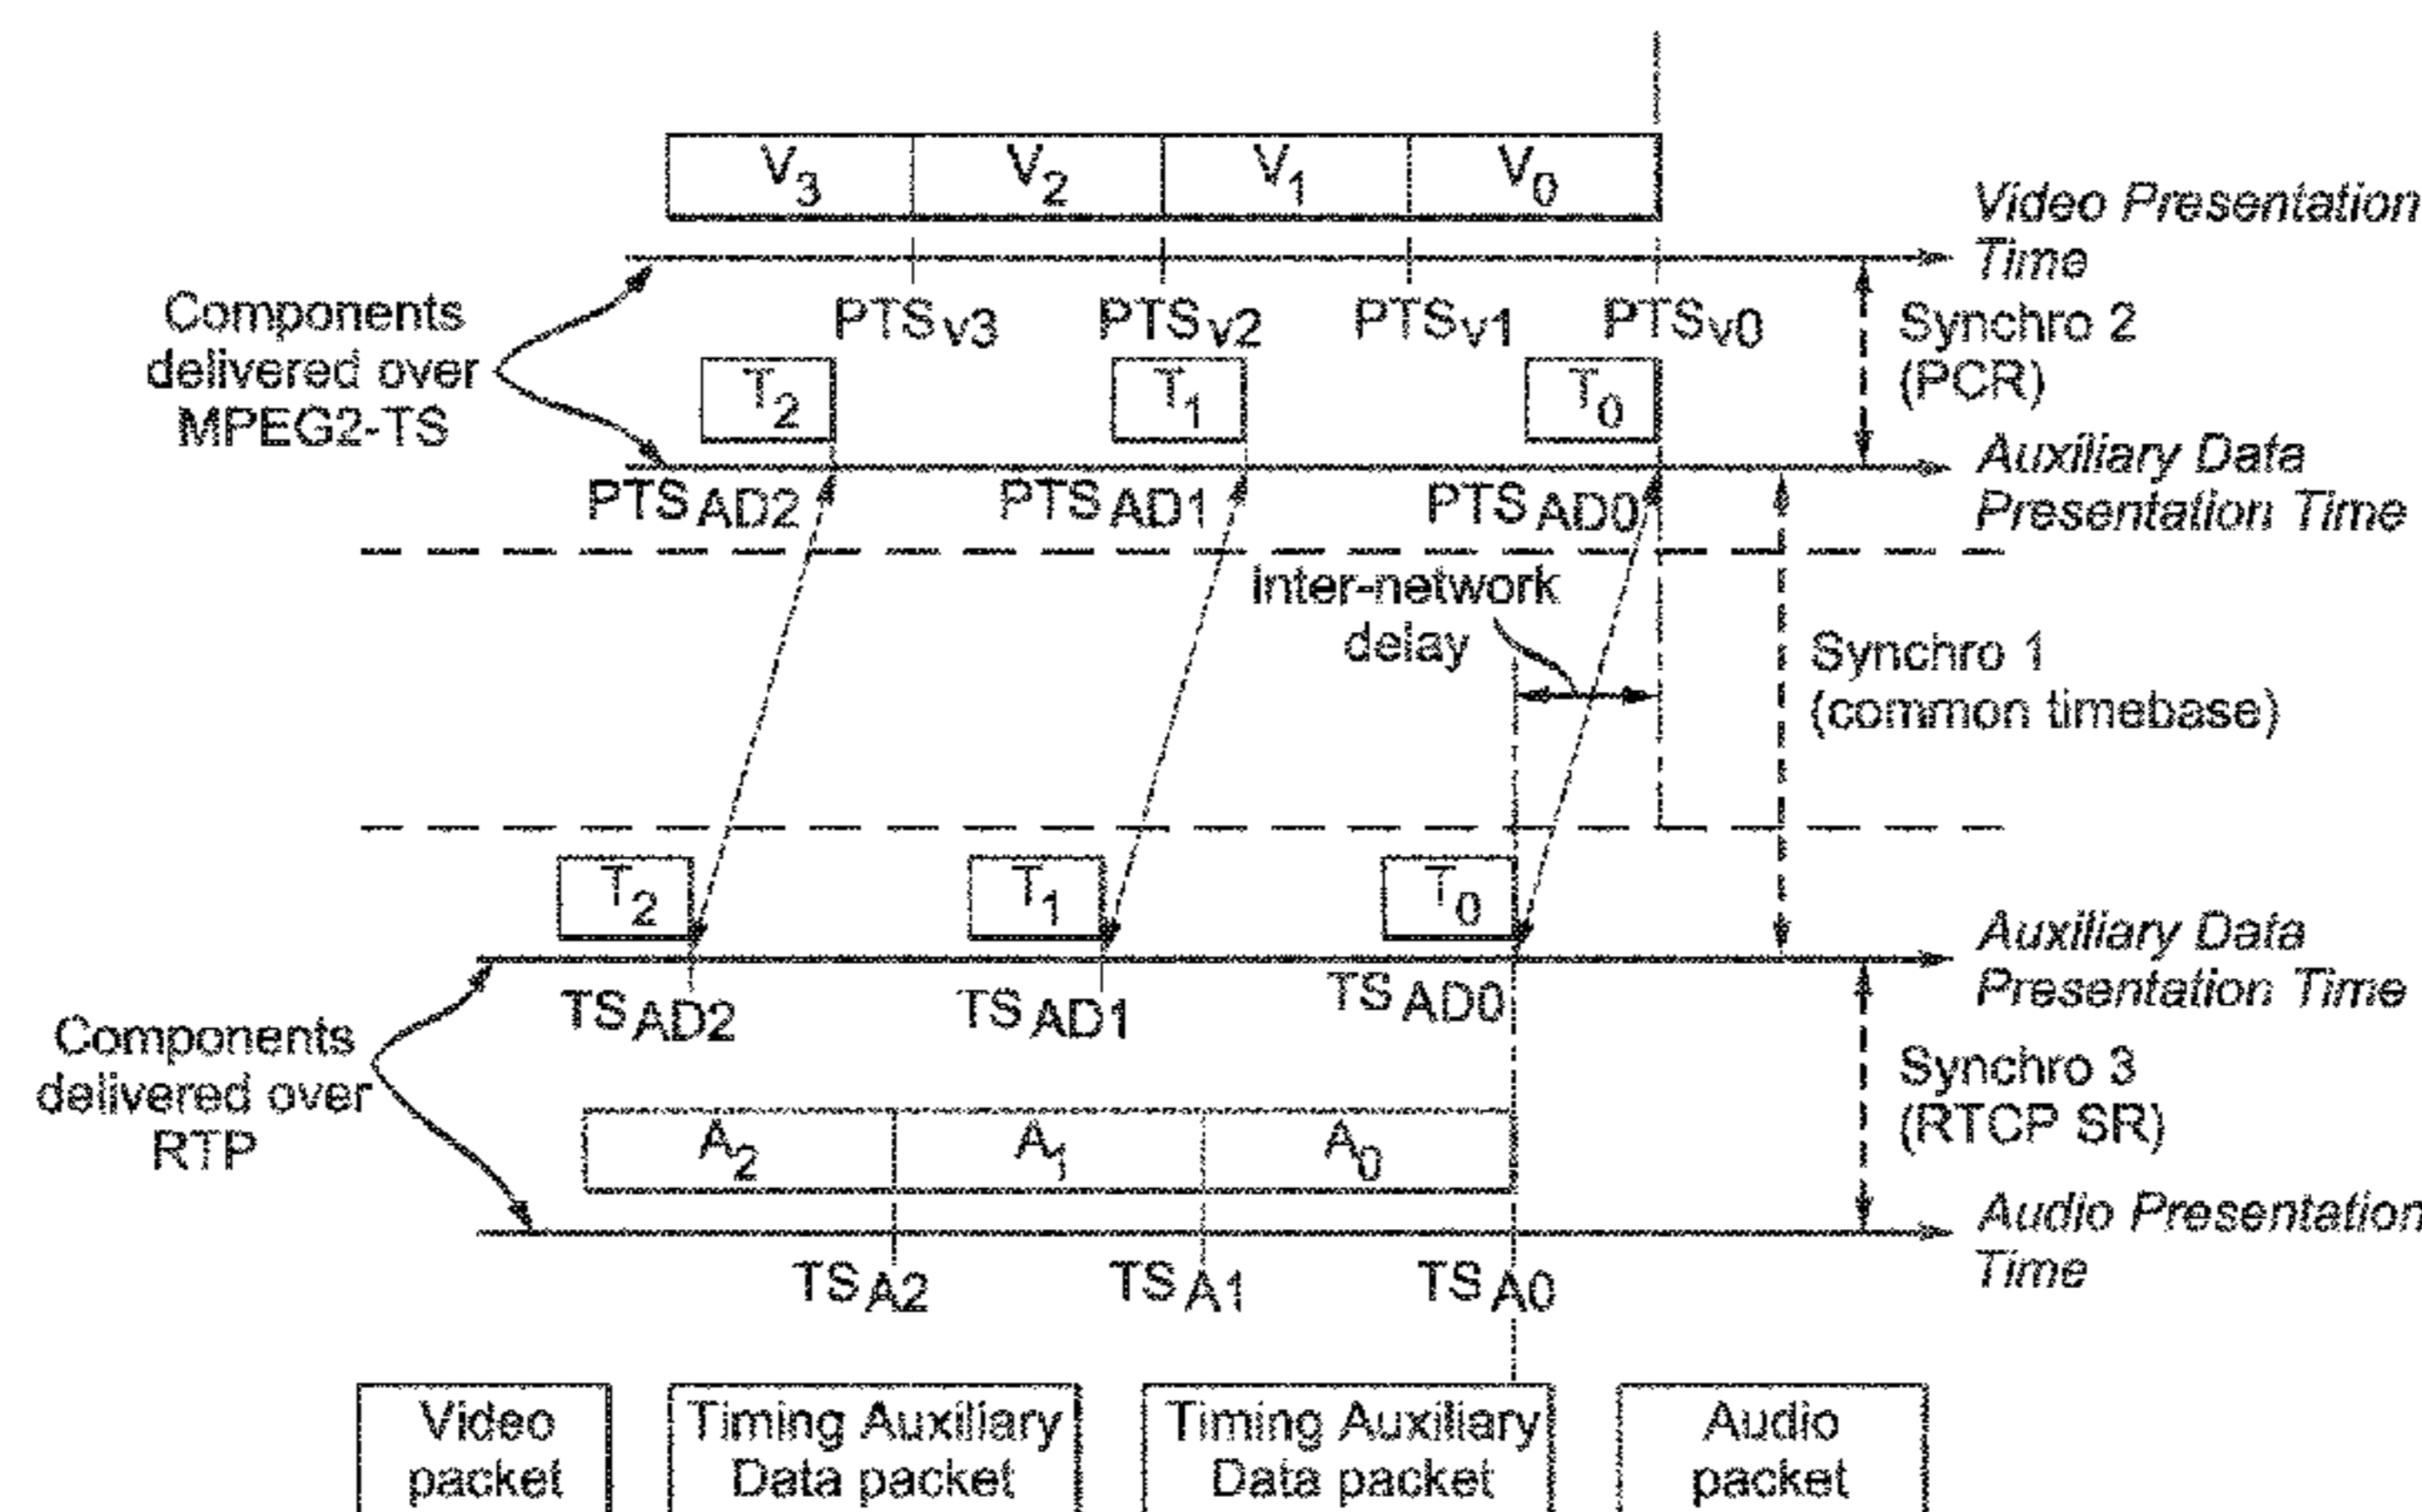 V3 V2 V1 V0
Video Presentation
Time
Components
delivered over
MPEG2-TS
PTSv3 PTSv2 PTSv1 PTSv0
Synchro 2
(PCR)
T2 T1 T0
Auxiliary Data
Presentation Time
PTSAD2 PTSAD1 PTSAD0
inter-network
delay
Synchro 1
(common timebase)
T2 T1 T0
Auxiliary Data
Presentation Time
TSAD2 TSAD1 TSAD0
Components
delivered over
RTP
Synchro 3
(RTCP SR)
A2 A1 A0
Audio Presentation
Time
TSA2 TSA1 TSA0
Video
packet
Timing Auxiliary
Data packet
Timing Auxiliary
Data packet
Audio
packet